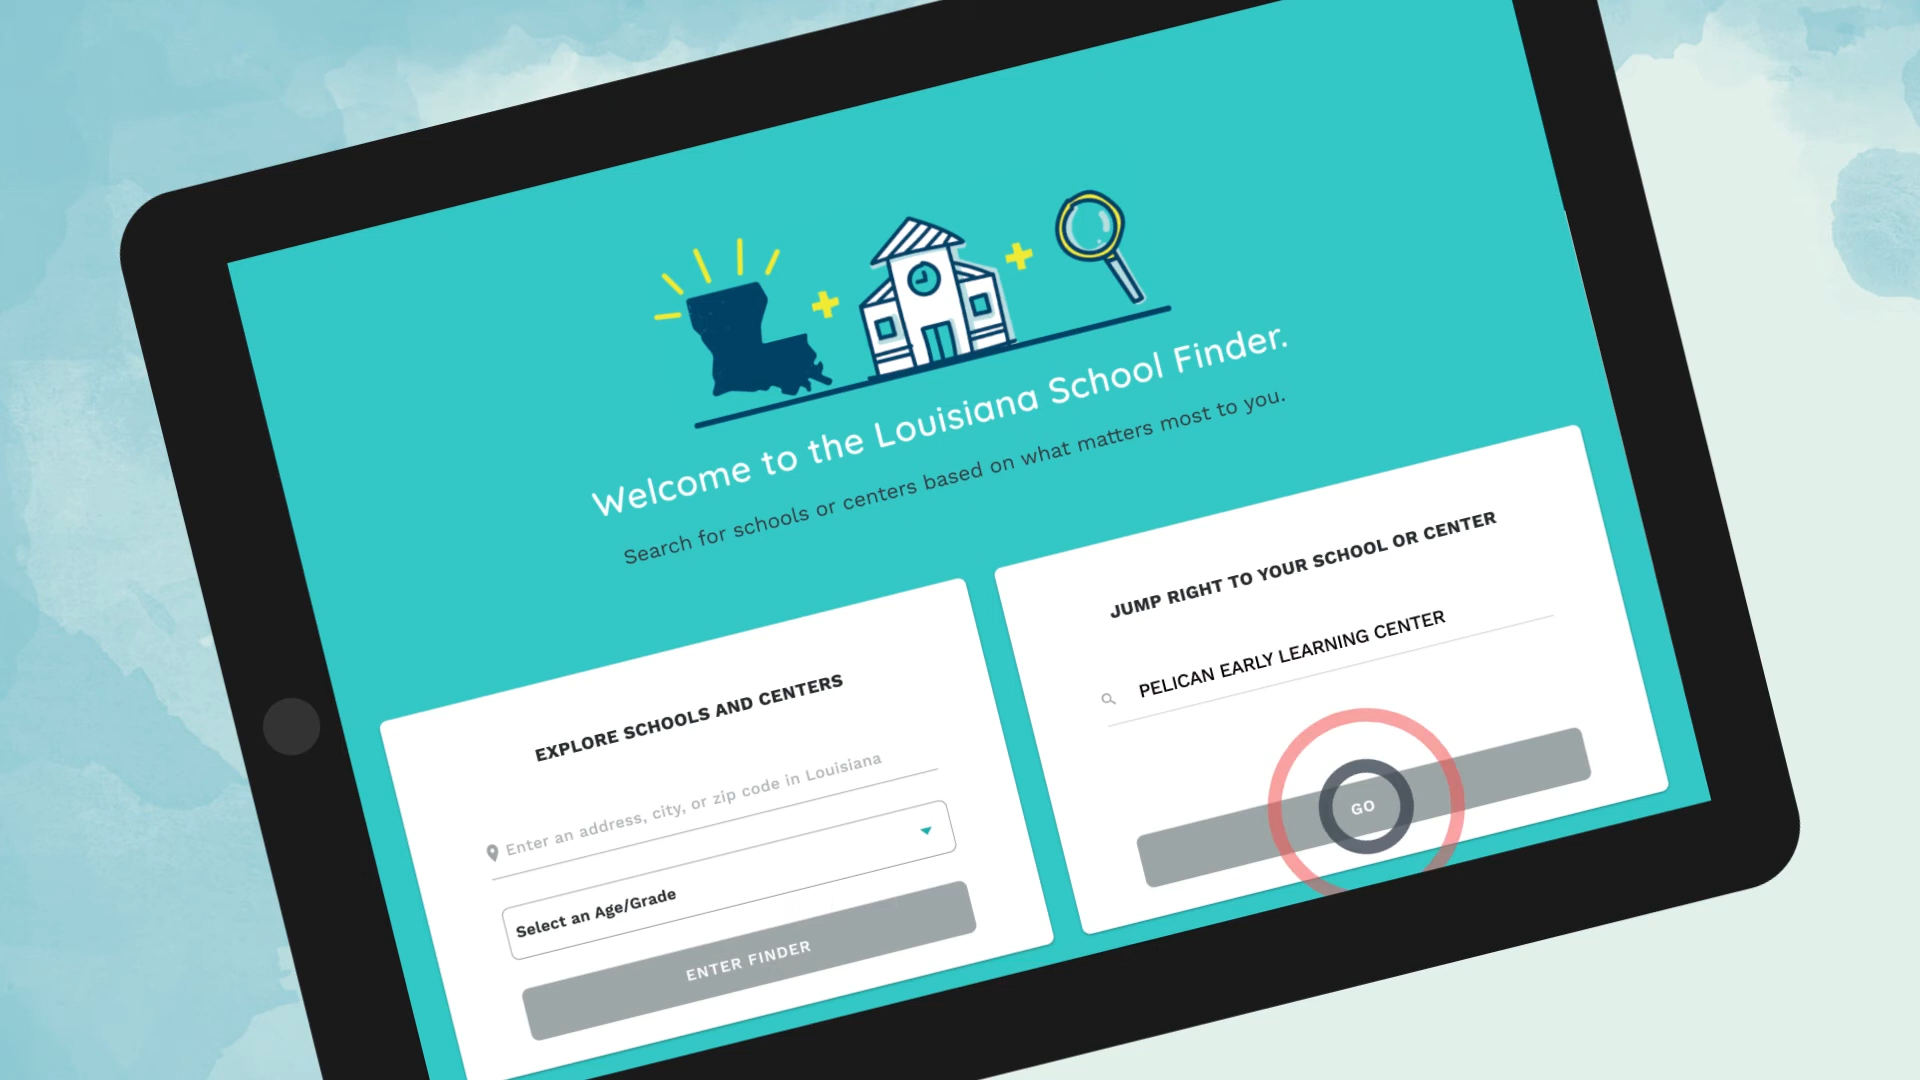 Welcome to the Louisiana School Finder.
Search for schools or centers based on what matters most to you.
EXPLORE SCHOOLS AND CENTERS
Enter an address, city, or zip code in Louisiana
Select an Age/Grade
ENTER FINDER
JUMP RIGHT TO YOUR SCHOOL OR CENTER
PELICAN EARLY LEARNING CENTER
GO